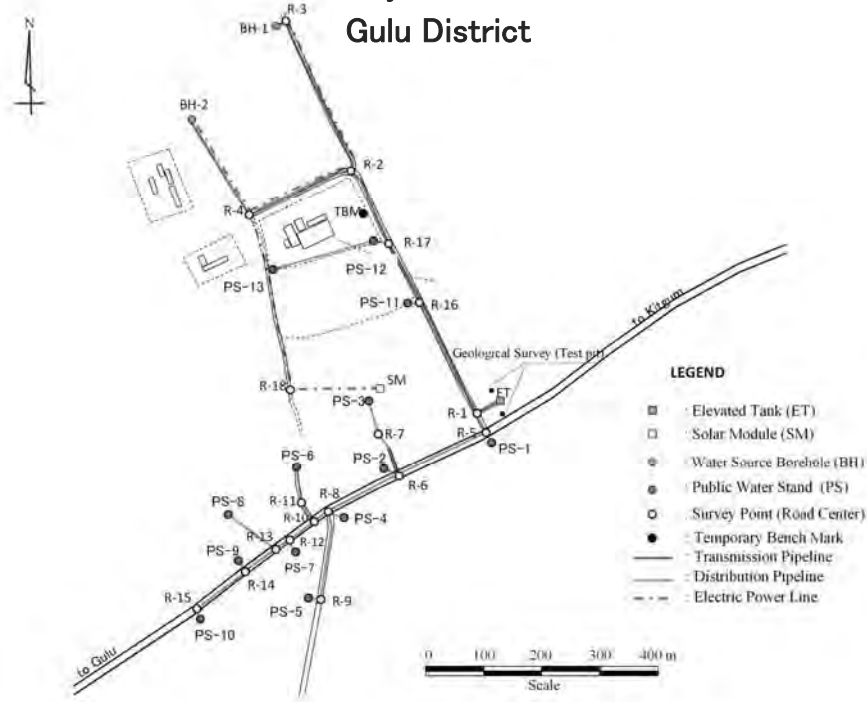 Gulu District
N
R-3
BH-1
BH-2
R-2
R-4
TBM
R-17
PS-12
PS-13
PS-11
R-16
to Kitgum
Geological Survey (Test pit)
SM
R-18
PS-3
ET
R-1
R-7
R-5
PS-1
PS-6
PS-2
R-6
R-11
R-8
PS-8
R-10
PS-4
R-13
R-12
PS-9
PS-7
R-14
R-15
PS-5
R-9
PS-10
to Gulu
LEGEND
: Elevated Tank (ET)
: Solar Module (SM)
: Water Source Borehole (BH)
: Public Water Stand (PS)
: Survey Point (Road Center)
: Temporary Bench Mark
: Transmission Pipeline
: Distribution Pipeline
: Electric Power Line
0 100 200 300 400 m
Scale